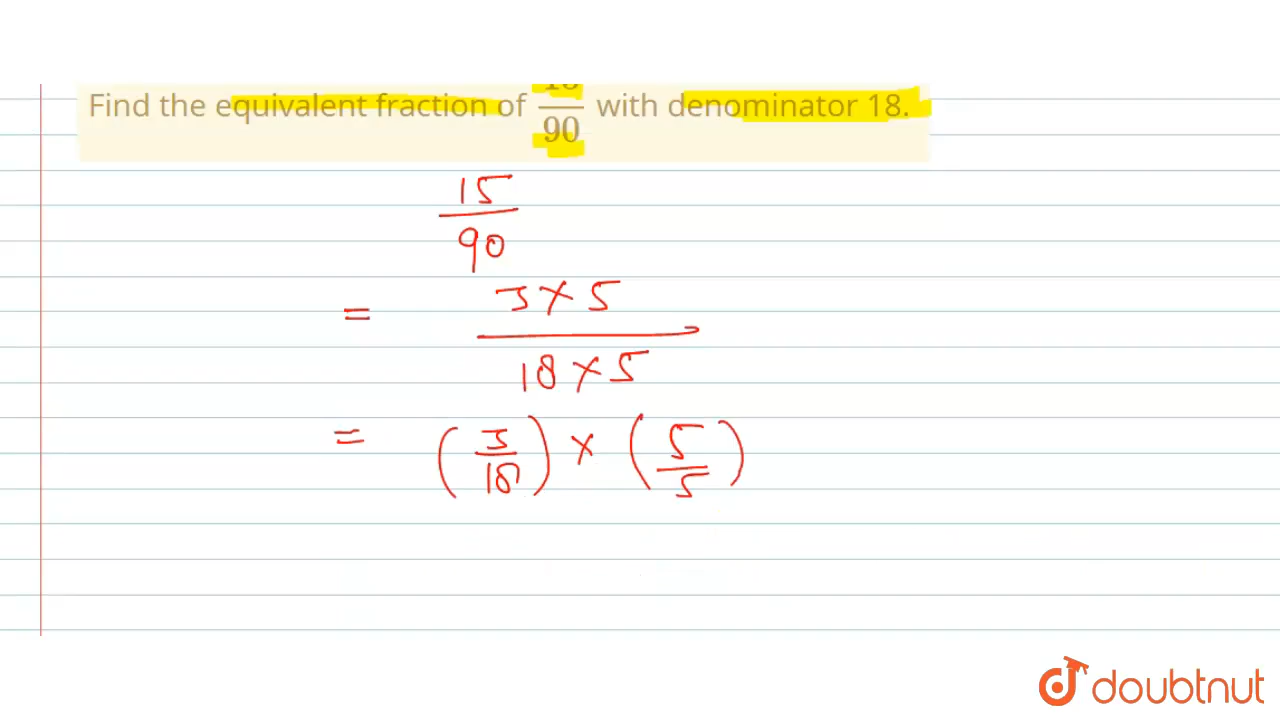 Find the equivalent fraction of 15/90 with denominator 18.
15/90
= 3 × 5 / 18 × 5
= (3/18) × (5/5)
doubtnut